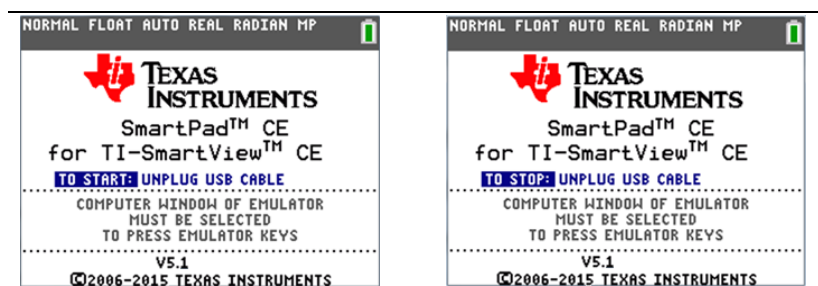 NORMAL FLOAT AUTO REAL RADIAN MP
TEXAS
INSTRUMENTS
SmartPad™ CE
for TI-SmartView™ CE
TO START: UNPLUG USB CABLE
COMPUTER WINDOW OF EMULATOR
MUST BE SELECTED
TO PRESS EMULATOR KEYS
V5.1
©2006-2015 TEXAS INSTRUMENTS
NORMAL FLOAT AUTO REAL RADIAN MP
TEXAS
INSTRUMENTS
SmartPad™ CE
for TI-SmartView™ CE
TO STOP: UNPLUG USB CABLE
COMPUTER WINDOW OF EMULATOR
MUST BE SELECTED
TO PRESS EMULATOR KEYS
V5.1
©2006-2015 TEXAS INSTRUMENTS